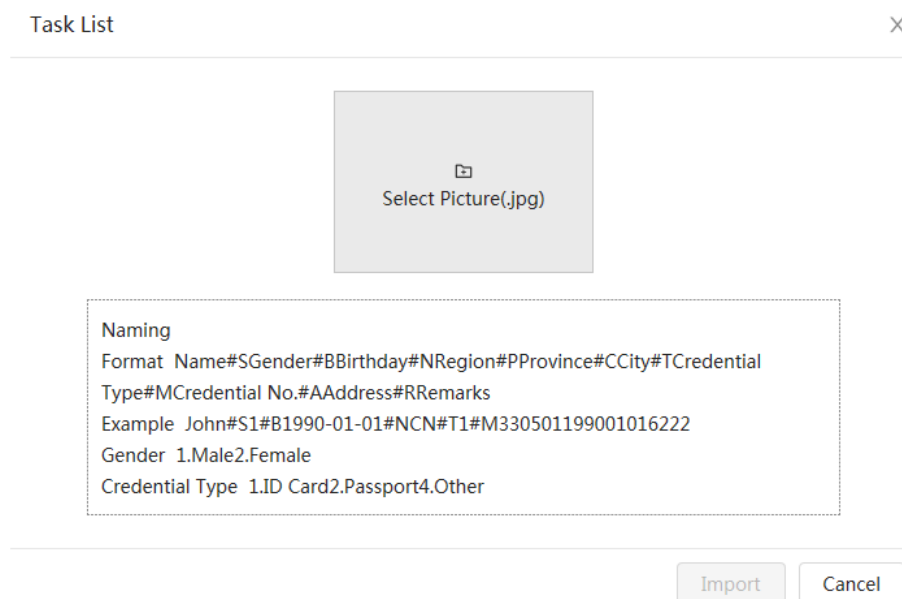 Task List
Select Picture(.jpg)
Naming
Format Name#SGender#BBirthday#NRegion#PProvince#CCity#TCredential
Type#MCredential No.#AAddress#RRemarks
Example John#S1#B1990-01-01#NCN#T1#M330501199001016222
Gender 1.Male2.Female
Credential Type 1.ID Card2.Passport4.Other
Import
Cancel